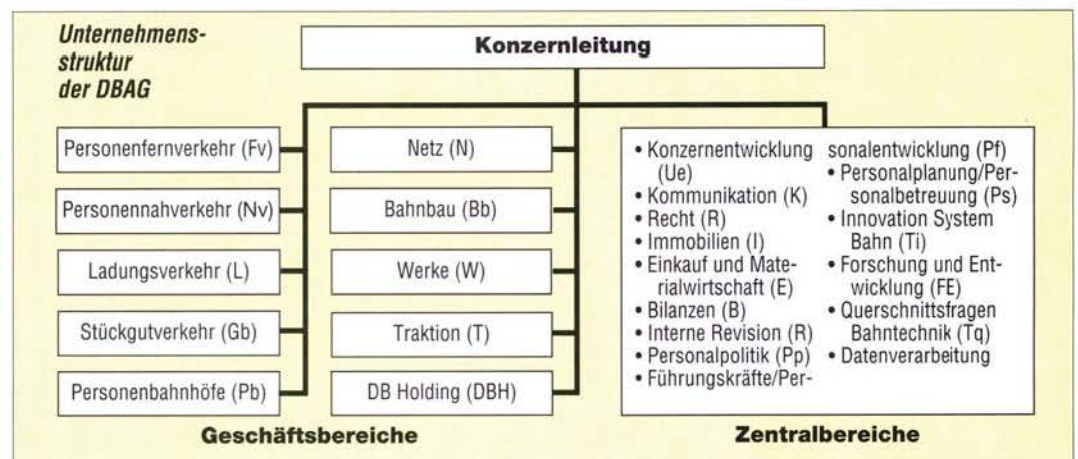 Unternehmens-
struktur
der DBAG
Konzernleitung
Personenfernverkehr (Fv)
Personennahverkehr (Nv)
Ladungsverkehr (L)
Stückgutverkehr (Gb)
Personenbahnhöfe (Pb)
Netz (N)
Bahnbau (Bb)
Werke (W)
Traktion (T)
DB Holding (DBH)
Geschäftsbereiche
• Konzernentwicklung
(Ue)
• Kommunikation (K)
• Recht (R)
• Immobilien (I)
• Einkauf und Mate-
rialwirtschaft (E)
• Bilanzen (B)
• Interne Revision (R)
• Personalpolitik (Pp)
• Führungskräfte/Per-
sonalentwicklung (Pf)
• Personalplanung/Per-
sonalbetreuung (Ps)
• Innovation System
Bahn (Ti)
• Forschung und Ent-
wicklung (FE)
• Querschnittsfragen
Bahntechnik (Tq)
• Datenverarbeitung
Zentralbereiche